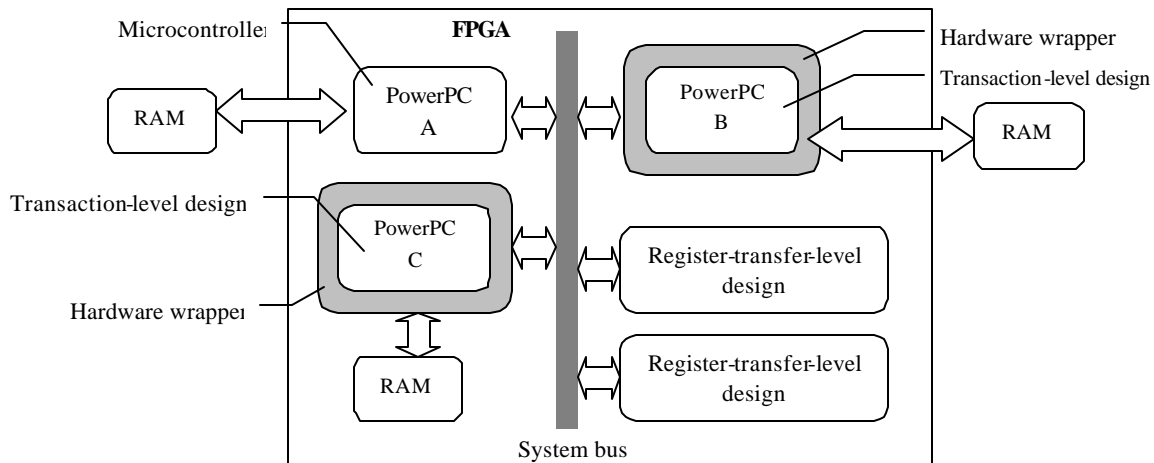 Microcontroller
FPGA
Hardware wrapper
Transaction-level design
RAM
PowerPC
A
PowerPC
B
RAM
Transaction-level design
PowerPC
C
Hardware wrapper
RAM
Register-transfer-level
design
Register-transfer-level
design
System bus